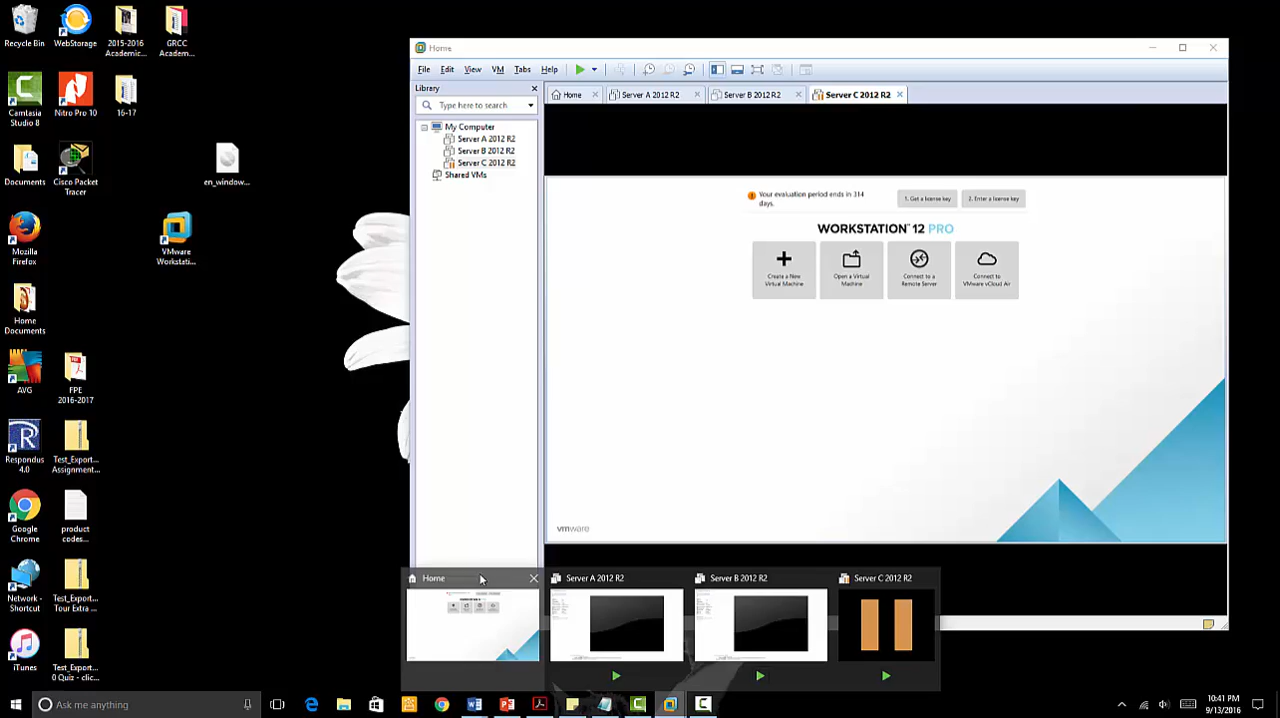 Recycle Bin
WebStorage
2015-2016
Academic...
GRCC
Academ...
Camtasia
Studio 8
Nitro Pro 10
16-17
Documents
Cisco Packet
Tracer
en_window...
Mozilla
Firefox
VMware
Workstati...
Home
Documents
AVG
FPE
2016-2017
Respondus
4.0
Test_Export...
Assignment...
Google
Chrome
product
codes...
Network -
Shortcut
Test_Export...
Tour Extra ...
iTunes
Test_Export...
0 Quiz - clic...
Home
File Edit View VM Tabs Help
Library
Type here to search
My Computer
Server A 2012 R2
Server B 2012 R2
Server C 2012 R2
Shared VMs
Home Server A 2012 R2 Server B 2012 R2 Server C 2012 R2
Your evaluation period ends in 314
days.
1. Get a license key
2. Enter a license key
WORKSTATION™ 12 PRO
Create a New
Virtual Machine
Open a Virtual
Machine
Connect to a
Remote Server
Connect to
VMware vCloud Air
vmware
Home
Server A 2012 R2
Server B 2012 R2
Server C 2012 R2
Ask me anything
10:41 PM
9/13/2016